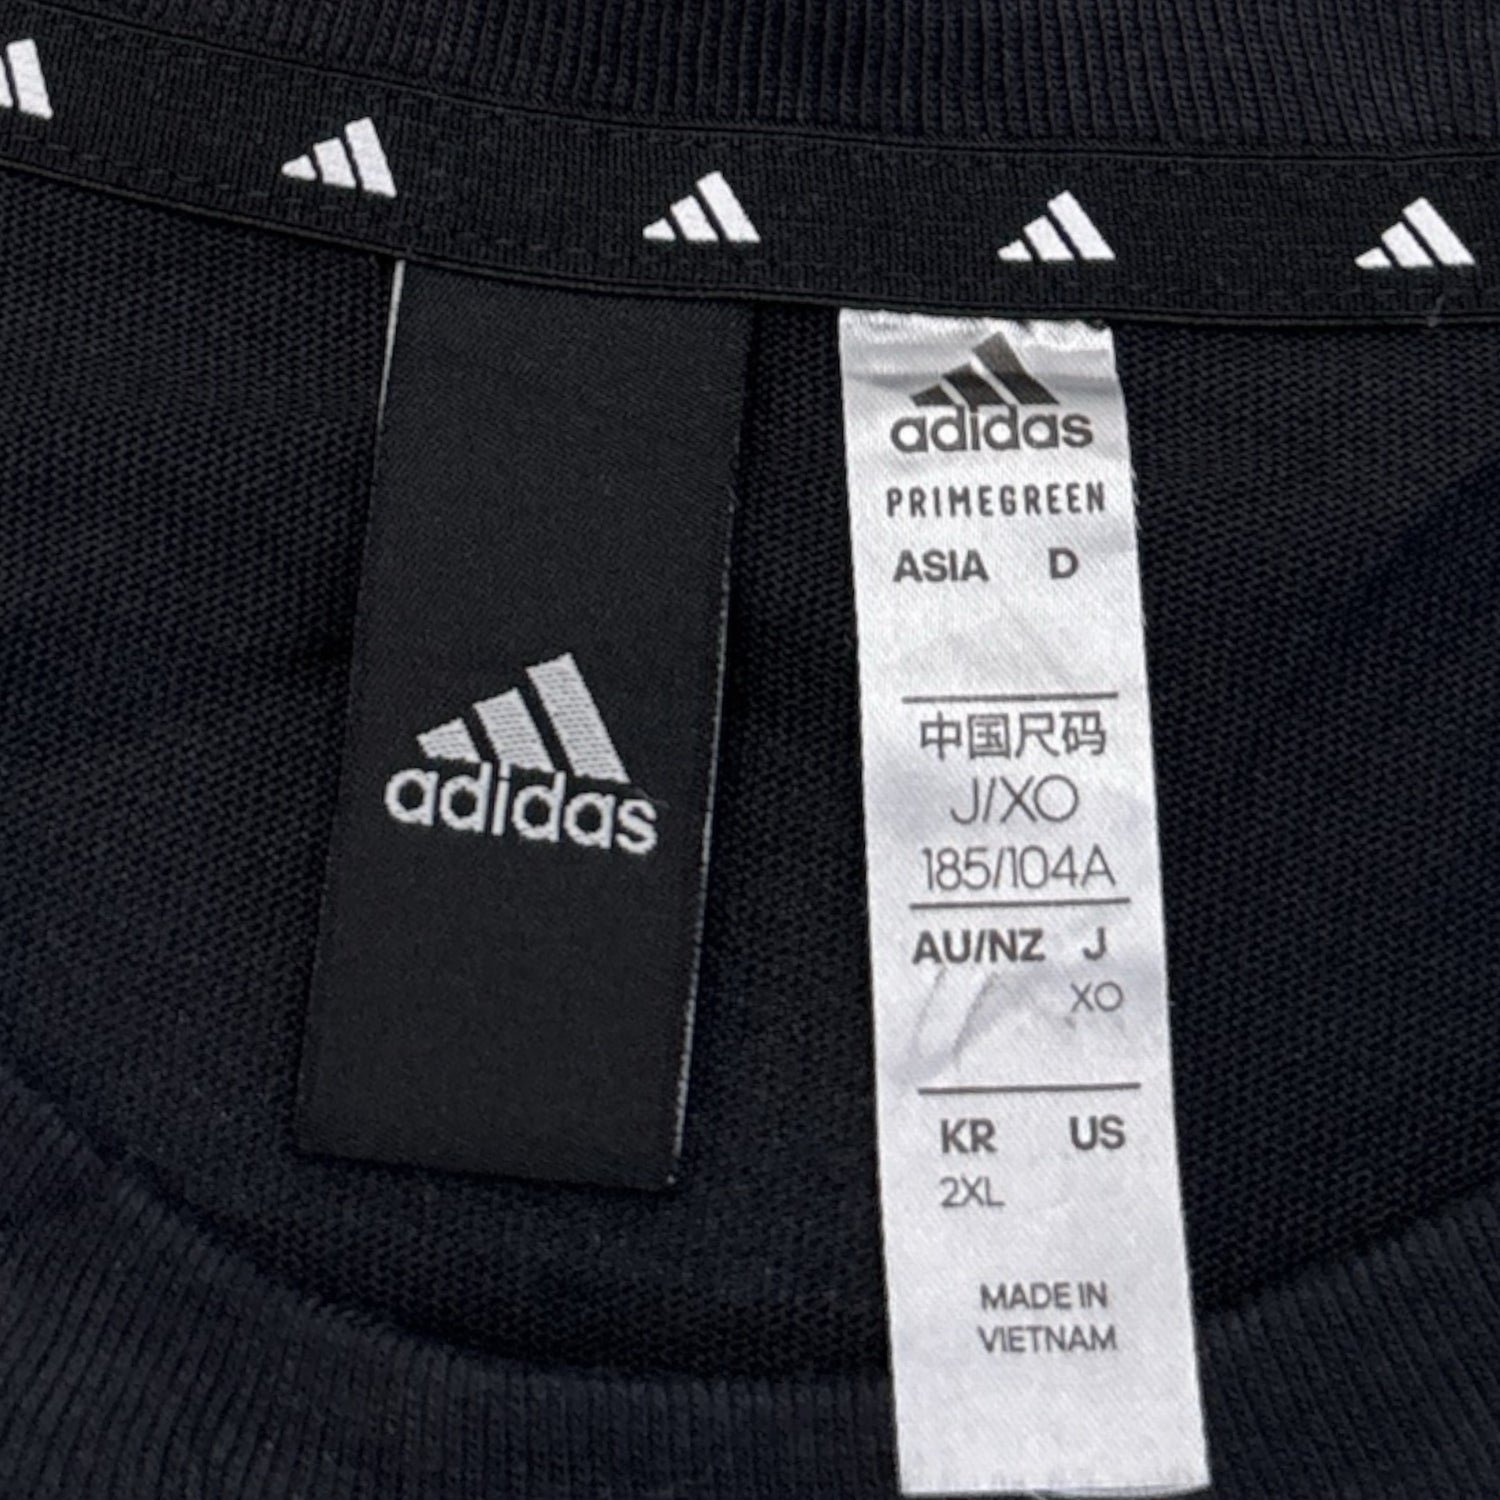 adidas
adidas
PRIMEGREEN
ASIA D
中国尺码
J/XO
185/104A
AU/NZ J
XO
KR US
2XL
MADE IN
VIETNAM